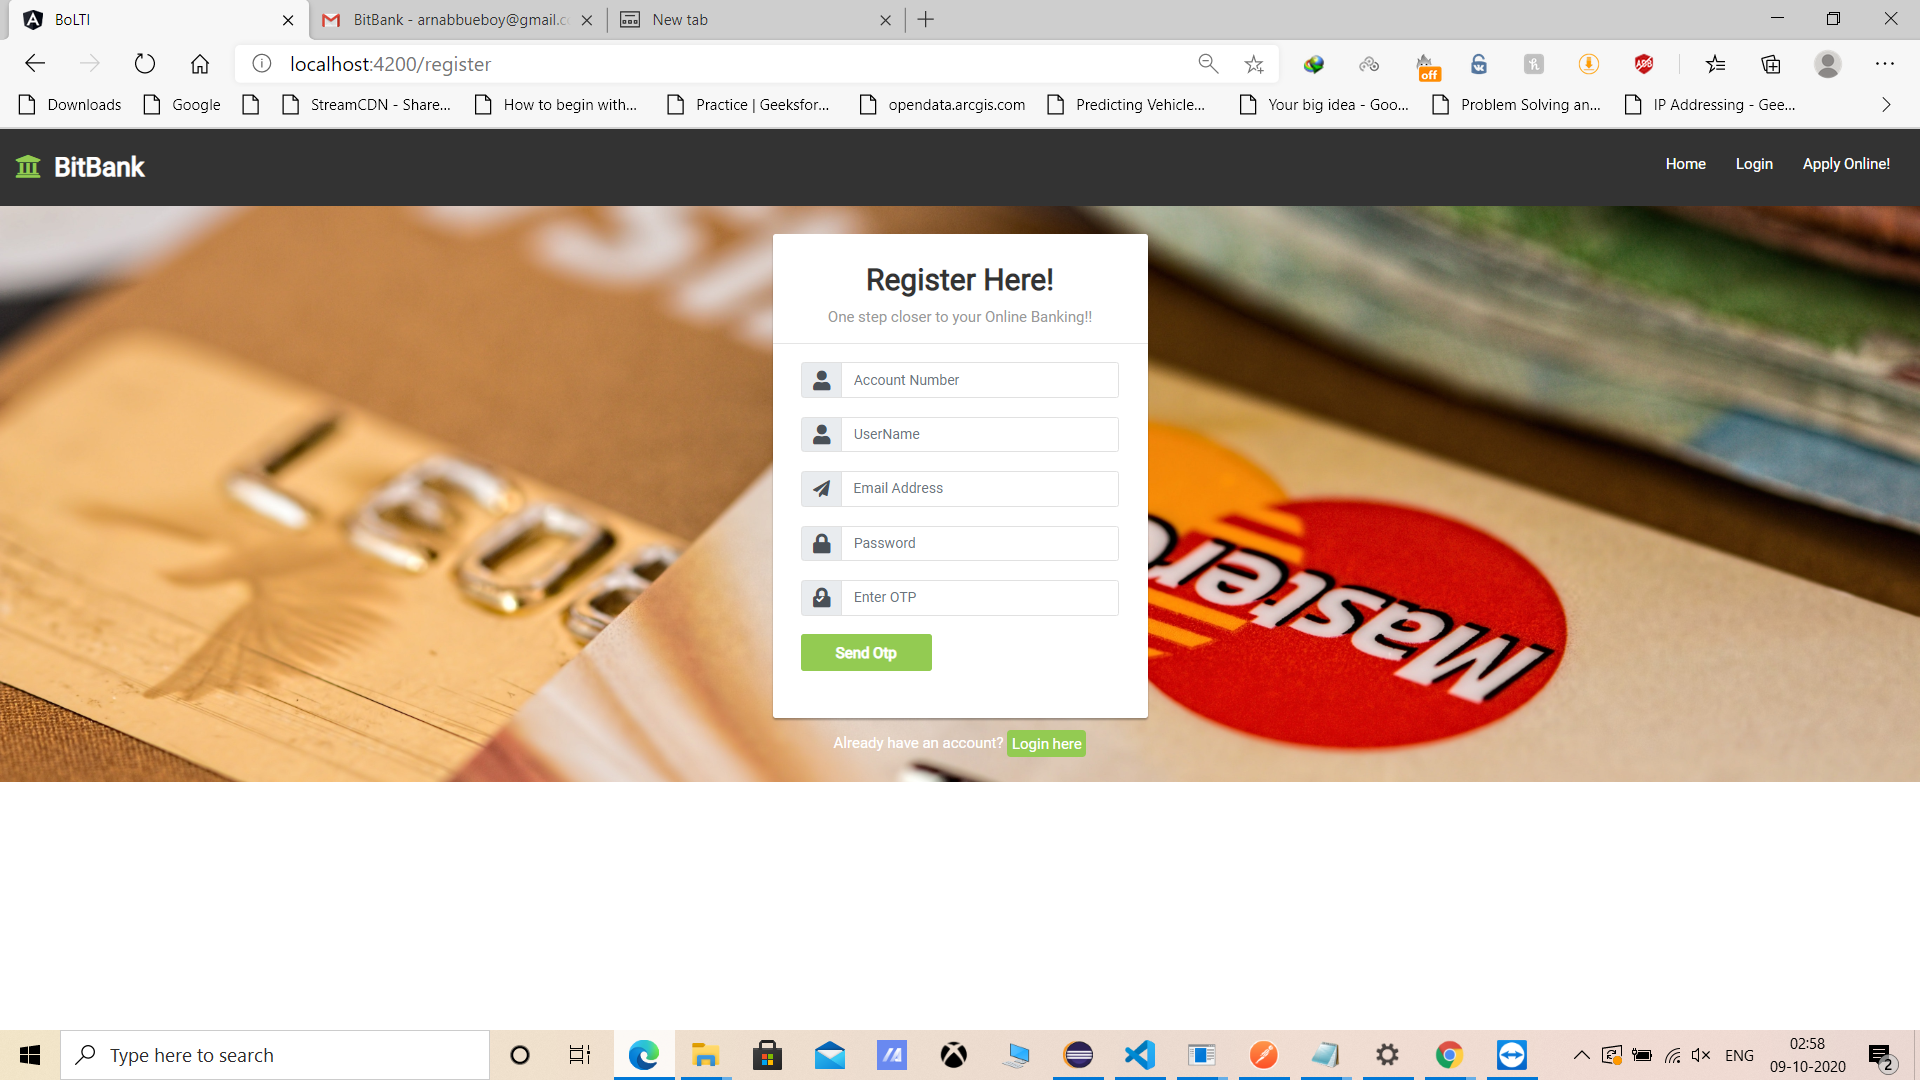 BoLTI
BitBank - arnabbueboy@gmail.c
New tab
localhost:4200/register
off
Downloads
Google
StreamCDN - Share...
How to begin with...
Practice | Geeksfor...
opendata.arcgis.com
Predicting Vehicle...
Your big idea - Goo...
Problem Solving an...
IP Addressing - Gee...
BitBank
Home
Login
Apply Online!
Register Here!
One step closer to your Online Banking!!
Account Number
UserName
Email Address
Password
Enter OTP
Send Otp
Already have an account? Login here
Master
Type here to search
ENG
02:58
09-10-2020
2